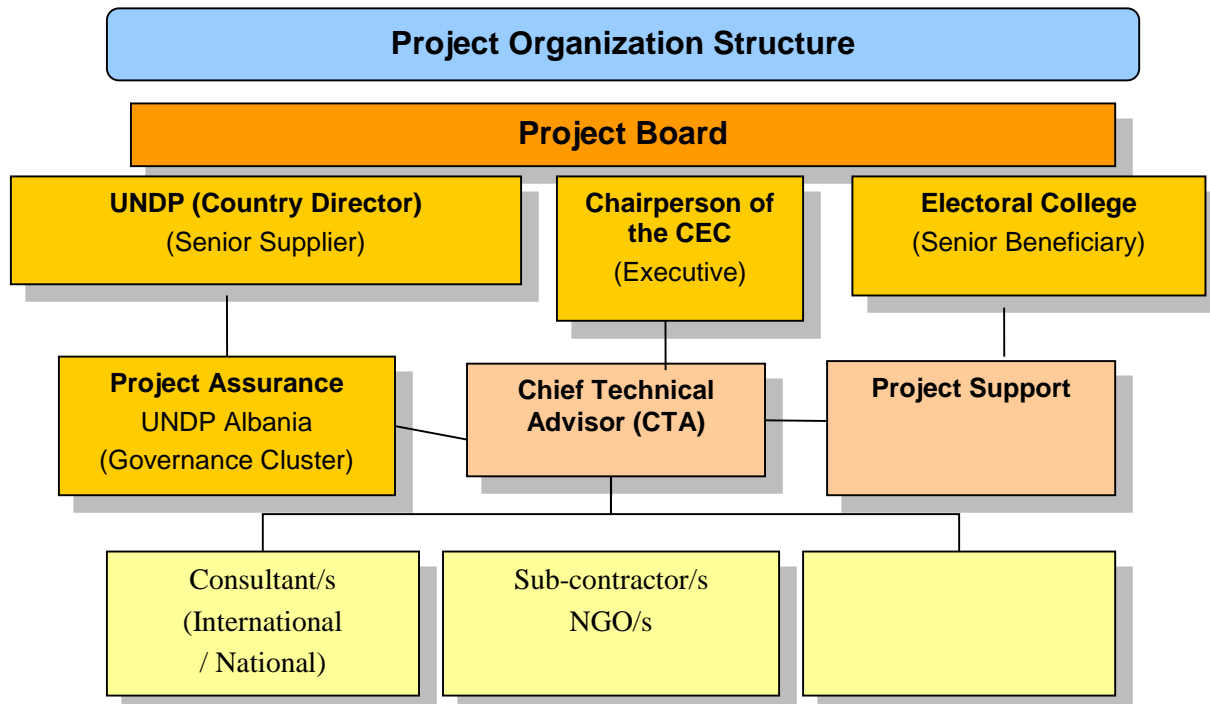 Project Organization Structure
Project Board
UNDP (Country Director)
(Senior Supplier)
Chairperson of
the CEC
(Executive)
Electoral College
(Senior Beneficiary)
Project Assurance
UNDP Albania
(Governance Cluster)
Chief Technical
Advisor (CTA)
Project Support
Consultant/s
(International
/ National)
Sub-contractor/s
NGO/s